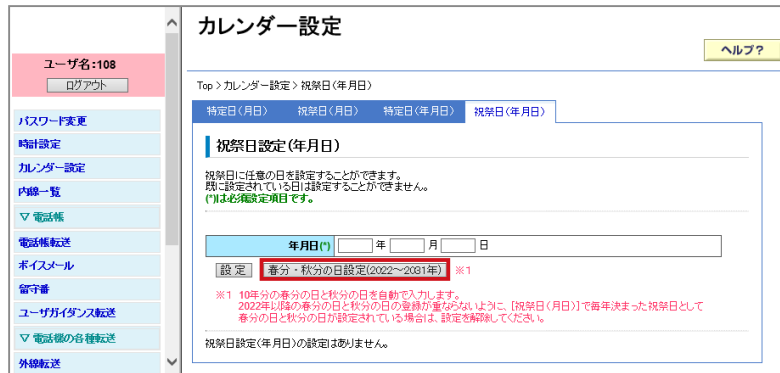 カレンダー設定
ヘルプ?
ユーザ名:108
ログアウト
パスワード変更
時計設定
カレンダー設定
内線一覧
▽ 電話帳
電話帳転送
ボイスメール
留守番
ユーザガイダンス転送
▽ 電話機の各種転送
外線転送
Top > カレンダー設定 > 祝祭日(年月日)
特定日(月日) 祝祭日(月日) 特定日(年月日) 祝祭日(年月日)
祝祭日設定(年月日)
祝祭日に任意の日を設定することができます。
既に設定されている日は設定することができません。
(*)は必須設定項目です。
年月日(*) 年 月 日
設定 春分・秋分の日設定(2022～2031年) ※1
※1 10年分の春分の日と秋分の日を自動で入力します。
2022年以降の春分の日と秋分の日の登録が重ならないように、[祝祭日(月日)]で毎年決まった祝祭日として
春分の日と秋分の日が設定されている場合は、設定を解除してください。
祝祭日設定(年月日)の設定はありません。